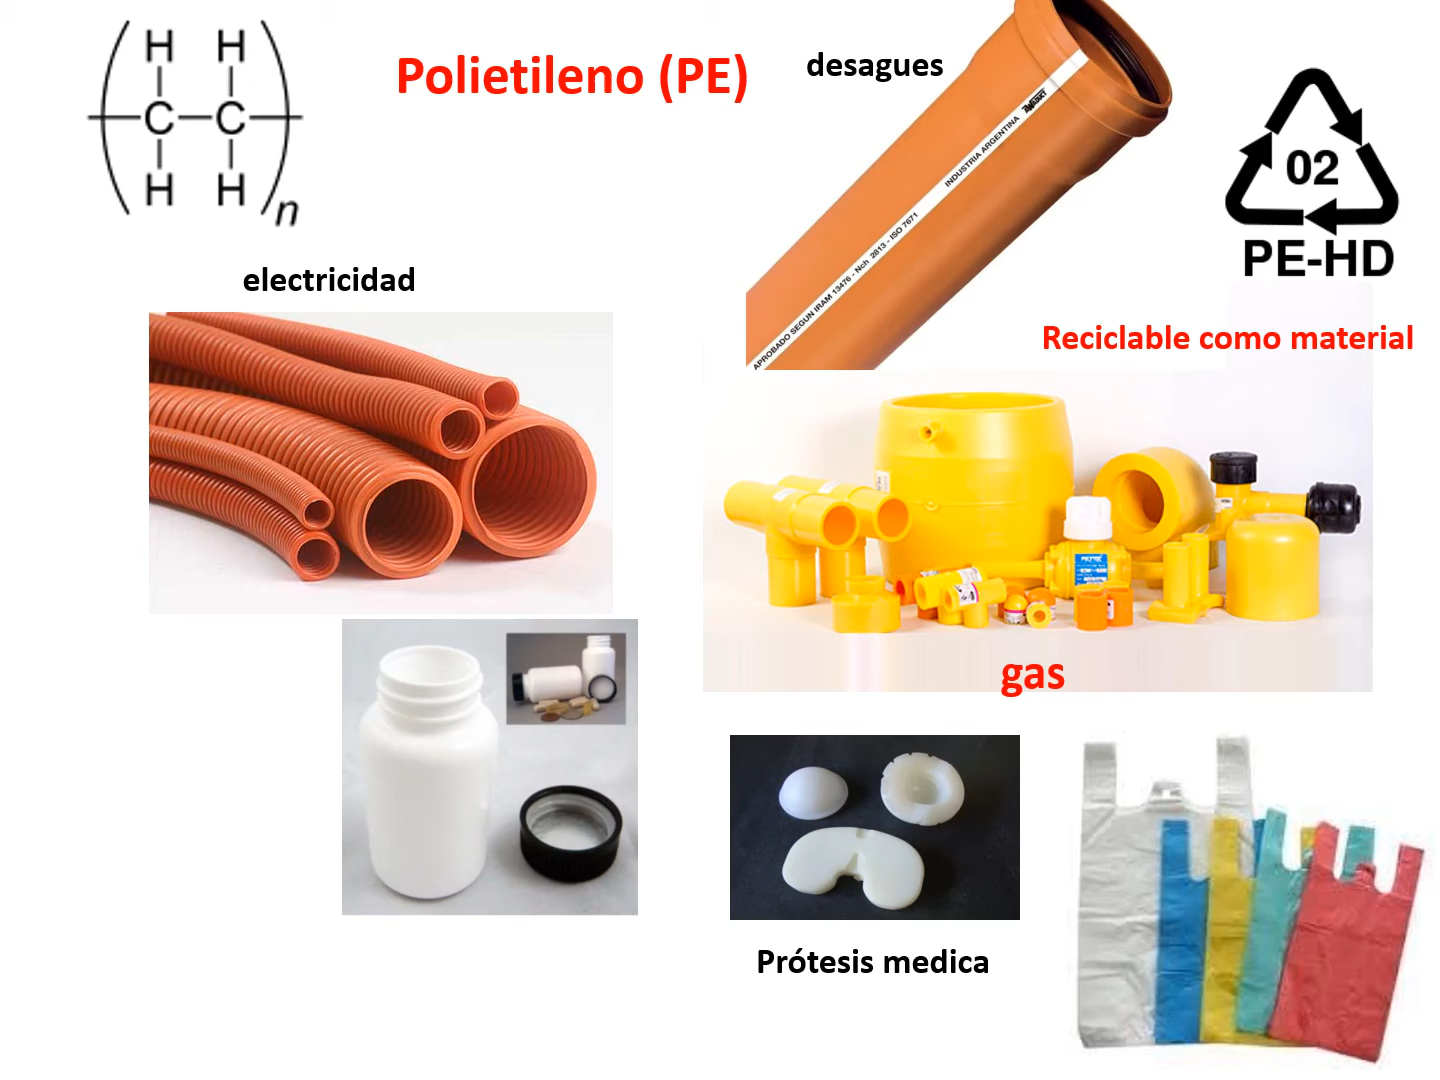 H H
C C
H H
n
Polietileno (PE)
desagues
APROBADO SEGUN IRAM 13476 - Nch 2813 - ISO 7671
INDUSTRIA ARGENTINA
02
PE-HD
electricidad
Reciclable como material
gas
Prótesis medica